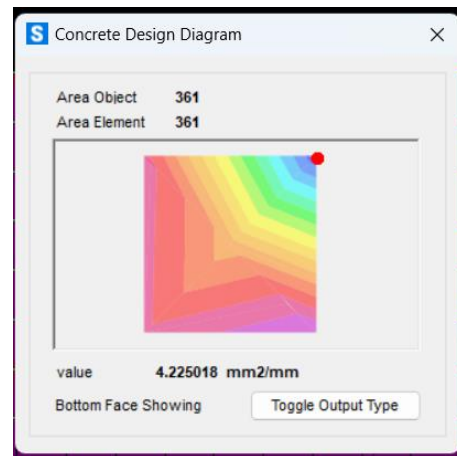 S Concrete Design Diagram
Area Object 361
Area Element 361
value 4.225018 mm2/mm
Bottom Face Showing Toggle Output Type